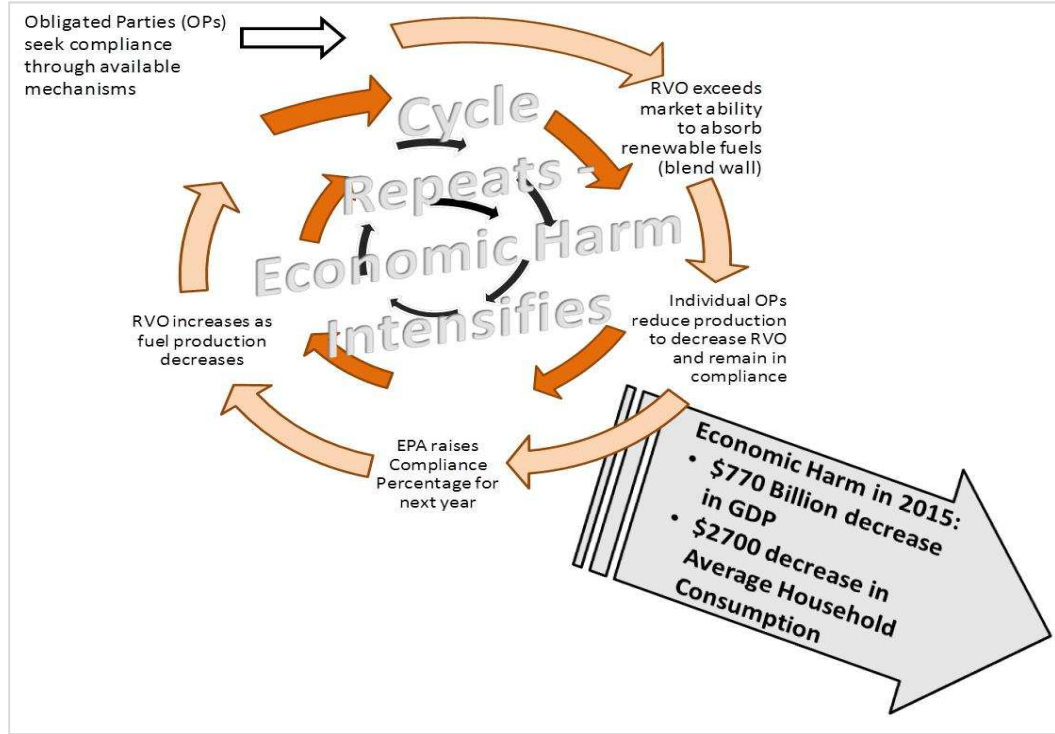 Obligated Parties (OPs)
seek compliance
through available
mechanisms
RVO exceeds
market ability
to absorb
renewable fuels
(blend wall)
Cycle
Repeats -
Economic Harm
Intensifies
Individual OPs
reduce production
to decrease RVO
and remain in
compliance
RVO increases as
fuel production
decreases
EPA raises
Compliance
Percentage for
next year
Economic Harm in 2015:
• $770 Billion decrease
in GDP
• $2700 decrease in
Average Household
Consumption